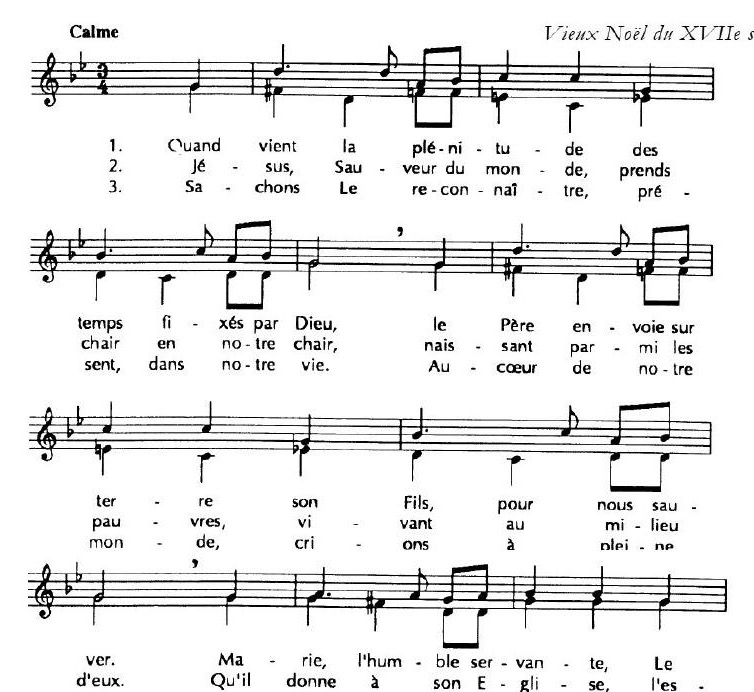 Calme
Vieux Noël du XVIIe s
3
4
1. Quand vient la plé-ni - tu - de des
2. Jé - sus, Sau - veur du mon - de, prends
3. Sa - chons Le re-con-naî - tre, pré -
temps fi - xés par Dieu, le Père en - voie sur
chair en no-tre chair, nais - sant par - mi les
sent, dans no-tre vie. Au - cœur de no-tre
ter - re son Fils, pour nous sau -
pau - vres, vi - vant au mi - lieu
mon - de, cri - ons à plei - ne
ver. Ma - rie, l'hum - ble ser - van - te, Le
d'eux. Qu'il donne à son E - gli - se, l'es -